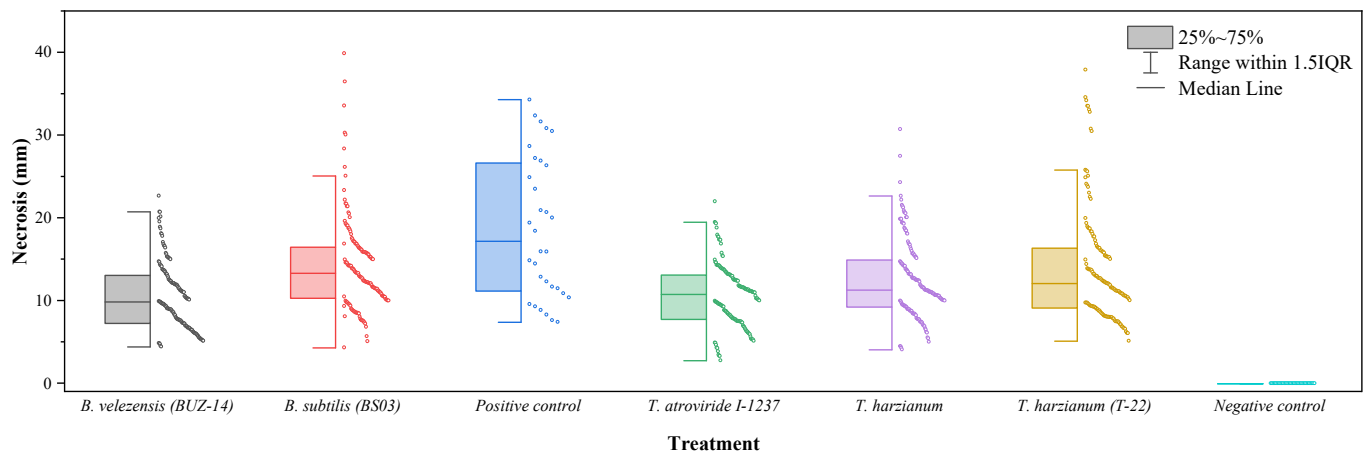 40
30
20
10
0
Necrosis (mm)
25%~75%
Range within 1.5IQR
Median Line
B. velezensis (BUZ-14)
B. subtilis (BS03)
Positive control
T. atroviride I-1237
T. harzianum
T. harzianum (T-22)
Negative control
Treatment